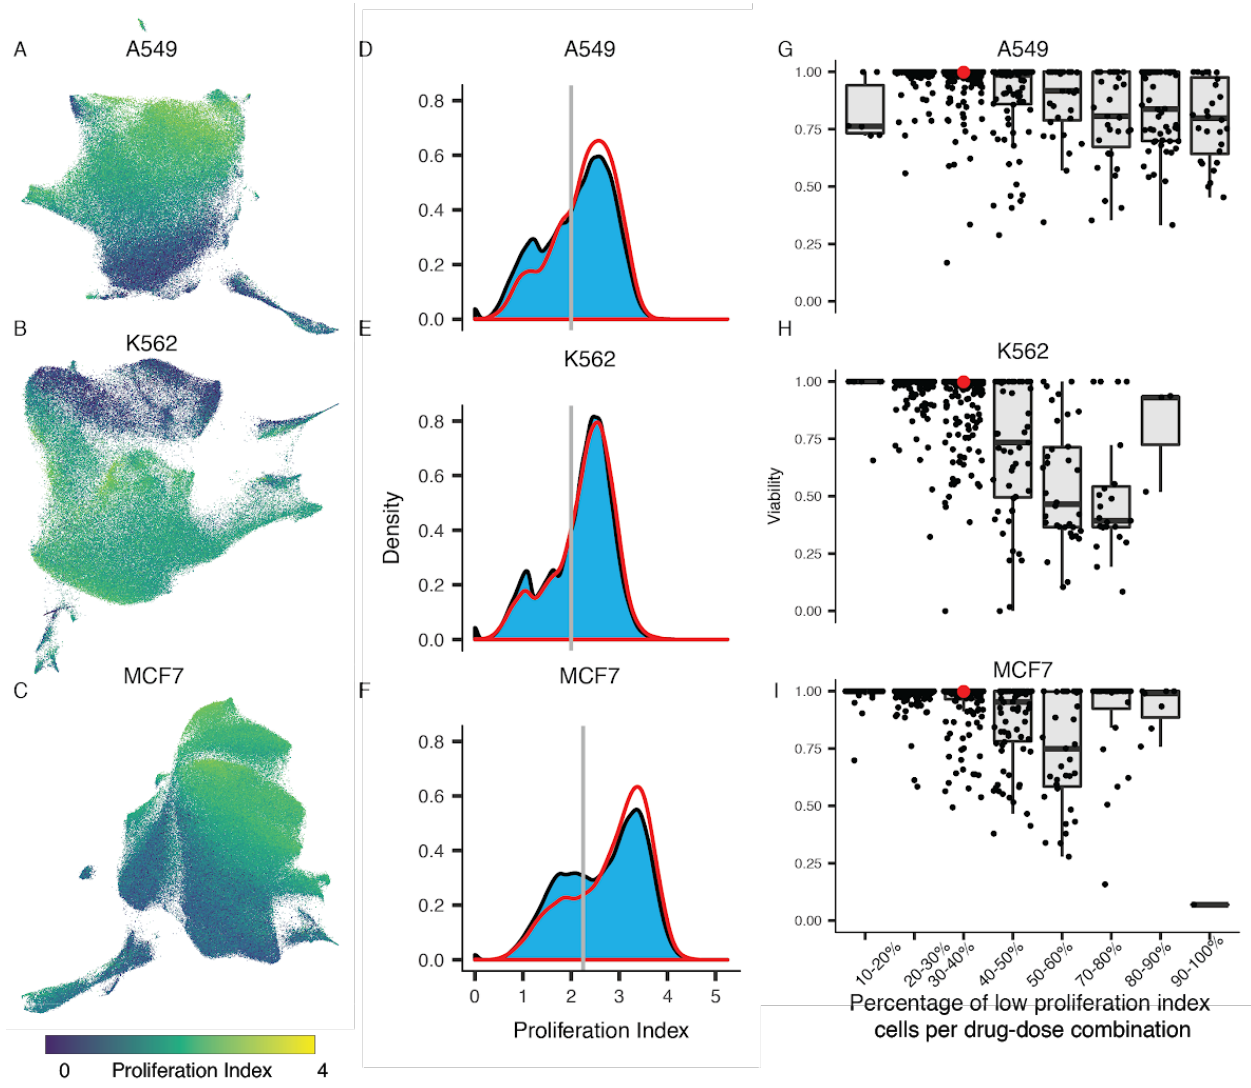 A
A549
B
K562
C
MCF7
0 Proliferation Index 4
D
A549
0.8
0.6
0.4
0.2
0.0
E
K562
0.8
0.6
0.4
0.2
0.0
Density
F
MCF7
0.8
0.6
0.4
0.2
0.0
0 1 2 3 4 5
Proliferation Index
G
A549
1.00
0.75
0.50
0.25
0.00
H
K562
1.00
0.75
0.50
0.25
0.00
Viability
I
MCF7
1.00
0.75
0.50
0.25
0.00
10-20% 20-30% 30-40% 40-50% 50-60% 70-80% 80-90% 90-100%
Percentage of low proliferation index
cells per drug-dose combination